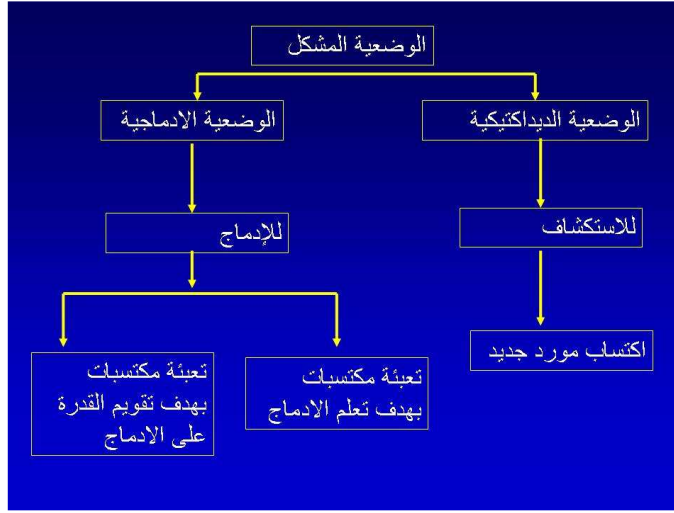 الوضعية المشكل
الوضعية الديداكتيكية
الوضعية الادماجية
للاستكشاف
للإدماج
اكتساب مورد جديد
تعبئة مكتسبات
بهدف تعلم الادماج
تعبئة مكتسبات
بهدف تقويم القدرة
على الادماج